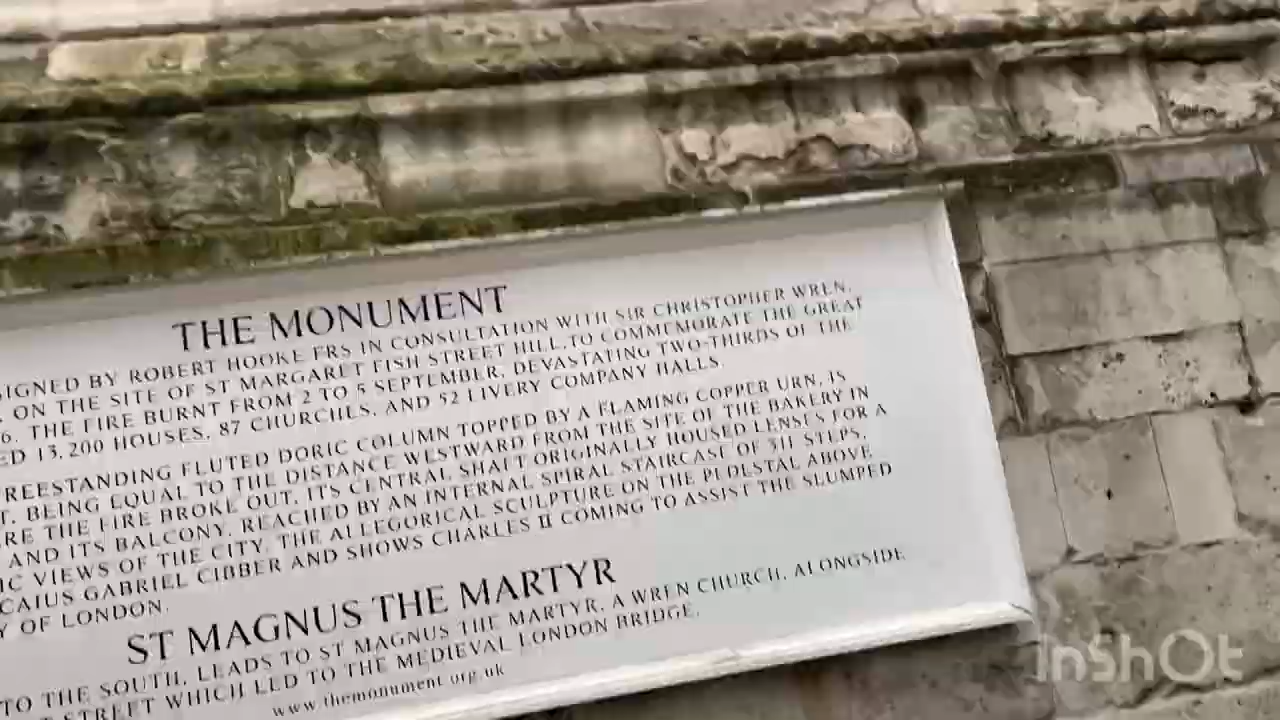 THE MONUMENT
SIGNED BY ROBERT HOOKE FRS IN CONSULTATION WITH SIR CHRISTOPHER WREN,
ON THE SITE OF ST MARGARET FISH STREET HILL, TO COMMEMORATE THE GREAT
6. THE FIRE BURNT FROM 2 TO 5 SEPTEMBER, DEVASTATING TWO-THIRDS OF THE
ED 13,200 HOUSES, 87 CHURCHES, AND 52 LIVERY COMPANY HALLS.
REESTANDING FLUTED DORIC COLUMN TOPPED BY A FLAMING COPPER URN, IS
T, BEING EQUAL TO THE DISTANCE WESTWARD FROM THE SITE OF THE BAKERY IN
RE THE FIRE BROKE OUT. ITS CENTRAL SHAFT ORIGINALLY HOUSED LENSES FOR A
AND ITS BALCONY, REACHED BY AN INTERNAL SPIRAL STAIRCASE OF 311 STEPS,
IC VIEWS OF THE CITY. THE ALLEGORICAL SCULPTURE ON THE PEDESTAL ABOVE
CAIUS GABRIEL CIBBER AND SHOWS CHARLES II COMING TO ASSIST THE SLUMPED
Y OF LONDON.
ST MAGNUS THE MARTYR
TO THE SOUTH, LEADS TO ST MAGNUS THE MARTYR, A WREN CHURCH, ALONGSIDE
STREET WHICH LED TO THE MEDIEVAL LONDON BRIDGE.
www.themonument.org.uk
InShOt